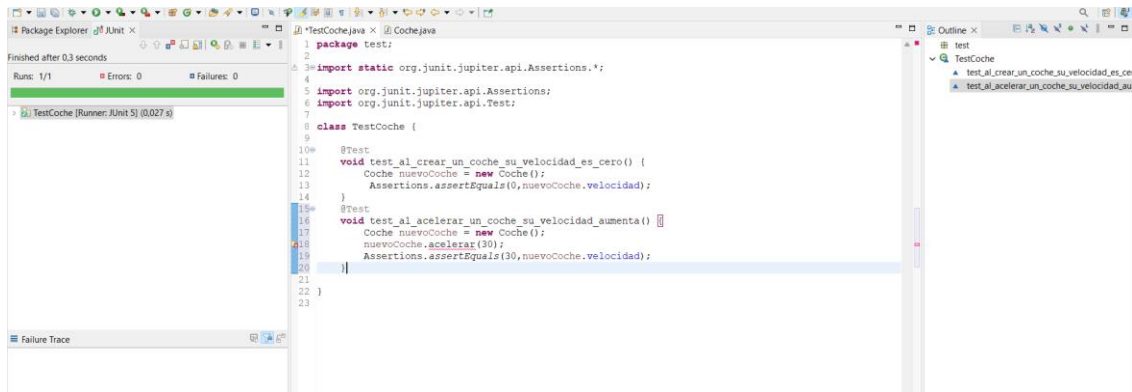 Package Explorer JUnit ×
Finished after 0,3 seconds
Runs: 1/1 Errors: 0 Failures: 0
TestCoche [Runner: JUnit 5] (0,027 s)
Failure Trace
*TestCoche.java × Coche.java
1 package test;
2
3 import static org.junit.jupiter.api.Assertions.*;
4
5 import org.junit.jupiter.api.Assertions;
6 import org.junit.jupiter.api.Test;
7
8 class TestCoche {
9
10 @Test
11 void test_al_crear_un_coche_su_velocidad_es_cero() {
12 Coche nuevoCoche = new Coche();
13 Assertions.assertEquals(0,nuevoCoche.velocidad);
14 }
15 @Test
16 void test_al_acelerar_un_coche_su_velocidad_aumenta() {
17 Coche nuevoCoche = new Coche();
18 nuevoCoche.acelerar(30);
19 Assertions.assertEquals(30,nuevoCoche.velocidad);
20 }
21
22 }
23
Outline ×
test
TestCoche
test_al_crear_un_coche_su_velocidad_es_cer
test_al_acelerar_un_coche_su_velocidad_au